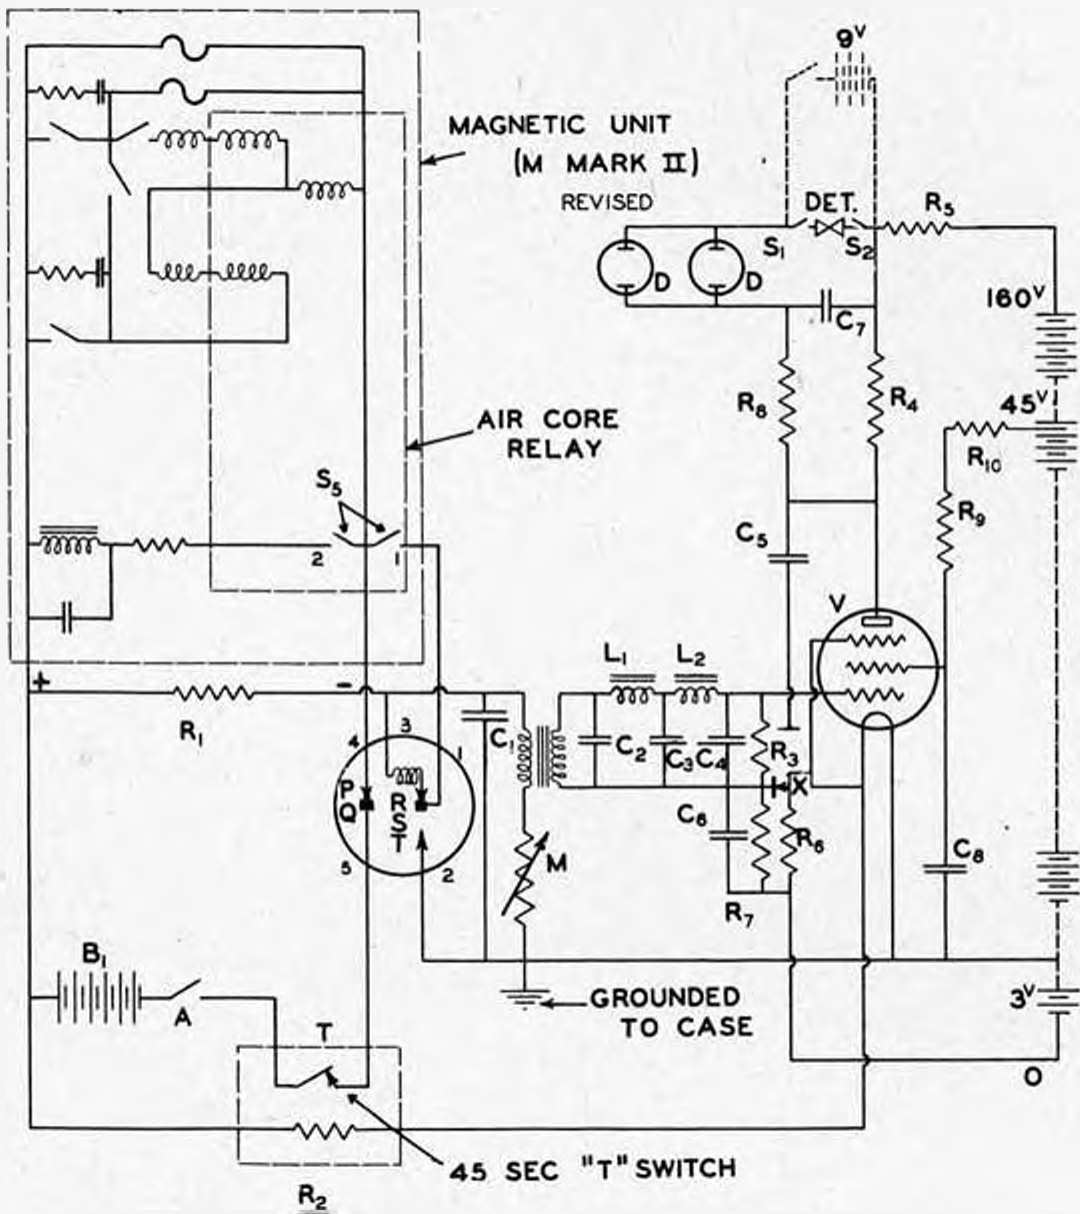 9V
MAGNETIC UNIT
(M MARK II)
REVISED
DET.
R5
S1
S2
D
D
C7
160V
R8
R4
45V
R10
AIR CORE
RELAY
S5
2
1
R9
C5
V
L1
L2
+
-
R1
C1
C2
C3
C4
R3
X
4
3
1
P
Q
R
S
T
5
2
M
C6
R6
R7
C8
B1
A
GROUNDED
TO CASE
3V
O
T
45 SEC "T" SWITCH
R2